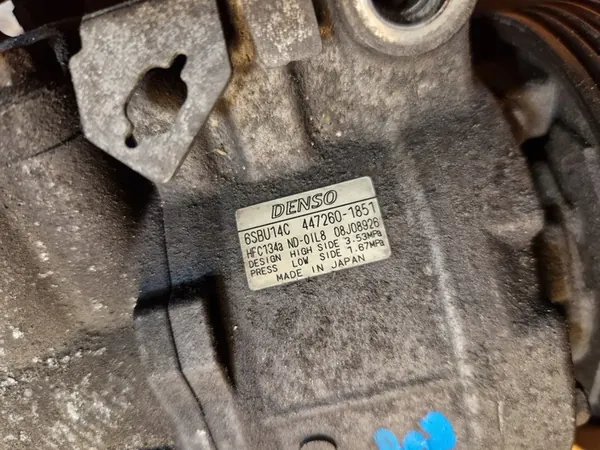 DENSO
6SBU14C 447260-1851
HFC134a ND-OIL8 08J08926
DESIGN HIGH SIDE 3.53MPa
PRESS LOW SIDE 1.67MPa
MADE IN JAPAN